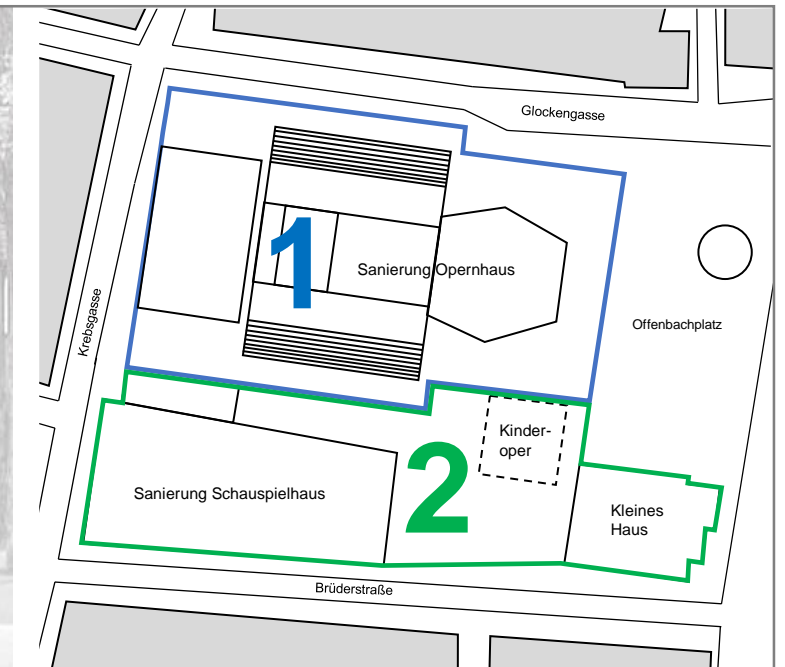 Glockengasse
1
Sanierung Opernhaus
Krebsgasse
Offenbachplatz
Kinder-
oper
2
Sanierung Schauspielhaus
Kleines
Haus
Brüderstraße